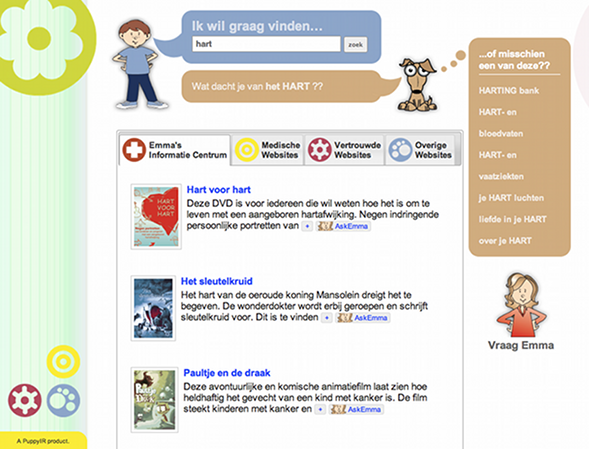 Ik wil graag vinden...
hart
zoek
Wat dacht je van het HART ??
...of misschien
een van deze??
HARTING bank
HART- en
bloedvaten
HART- en
vaatziekten
je HART luchten
liefde in je HART
over je HART
Emma's
Informatie Centrum
Medische
Websites
Vertrouwde
Websites
Overige
Websites
HART
VOOR
HART
Hart voor hart
Deze DVD is voor iedereen die wil weten hoe het is om te
leven met een aangeboren hartafwijking. Negen indringende
persoonlijke portretten van + AskEmma
Het sleutelkruid
Het hart van de oeroude koning Mansolein dreigt het te
begeven. De wonderdokter wordt erbij geroepen en schrijft
sleutelkruid voor. Dit is te vinden + AskEmma
Paultje en de draak
Deze avontuurlijke en komische animatiefilm laat zien hoe
heldhaftig het gevecht van een kind met kanker is. De film
steekt kinderen met kanker en + AskEmma
Vraag Emma
A PuppyIR product.